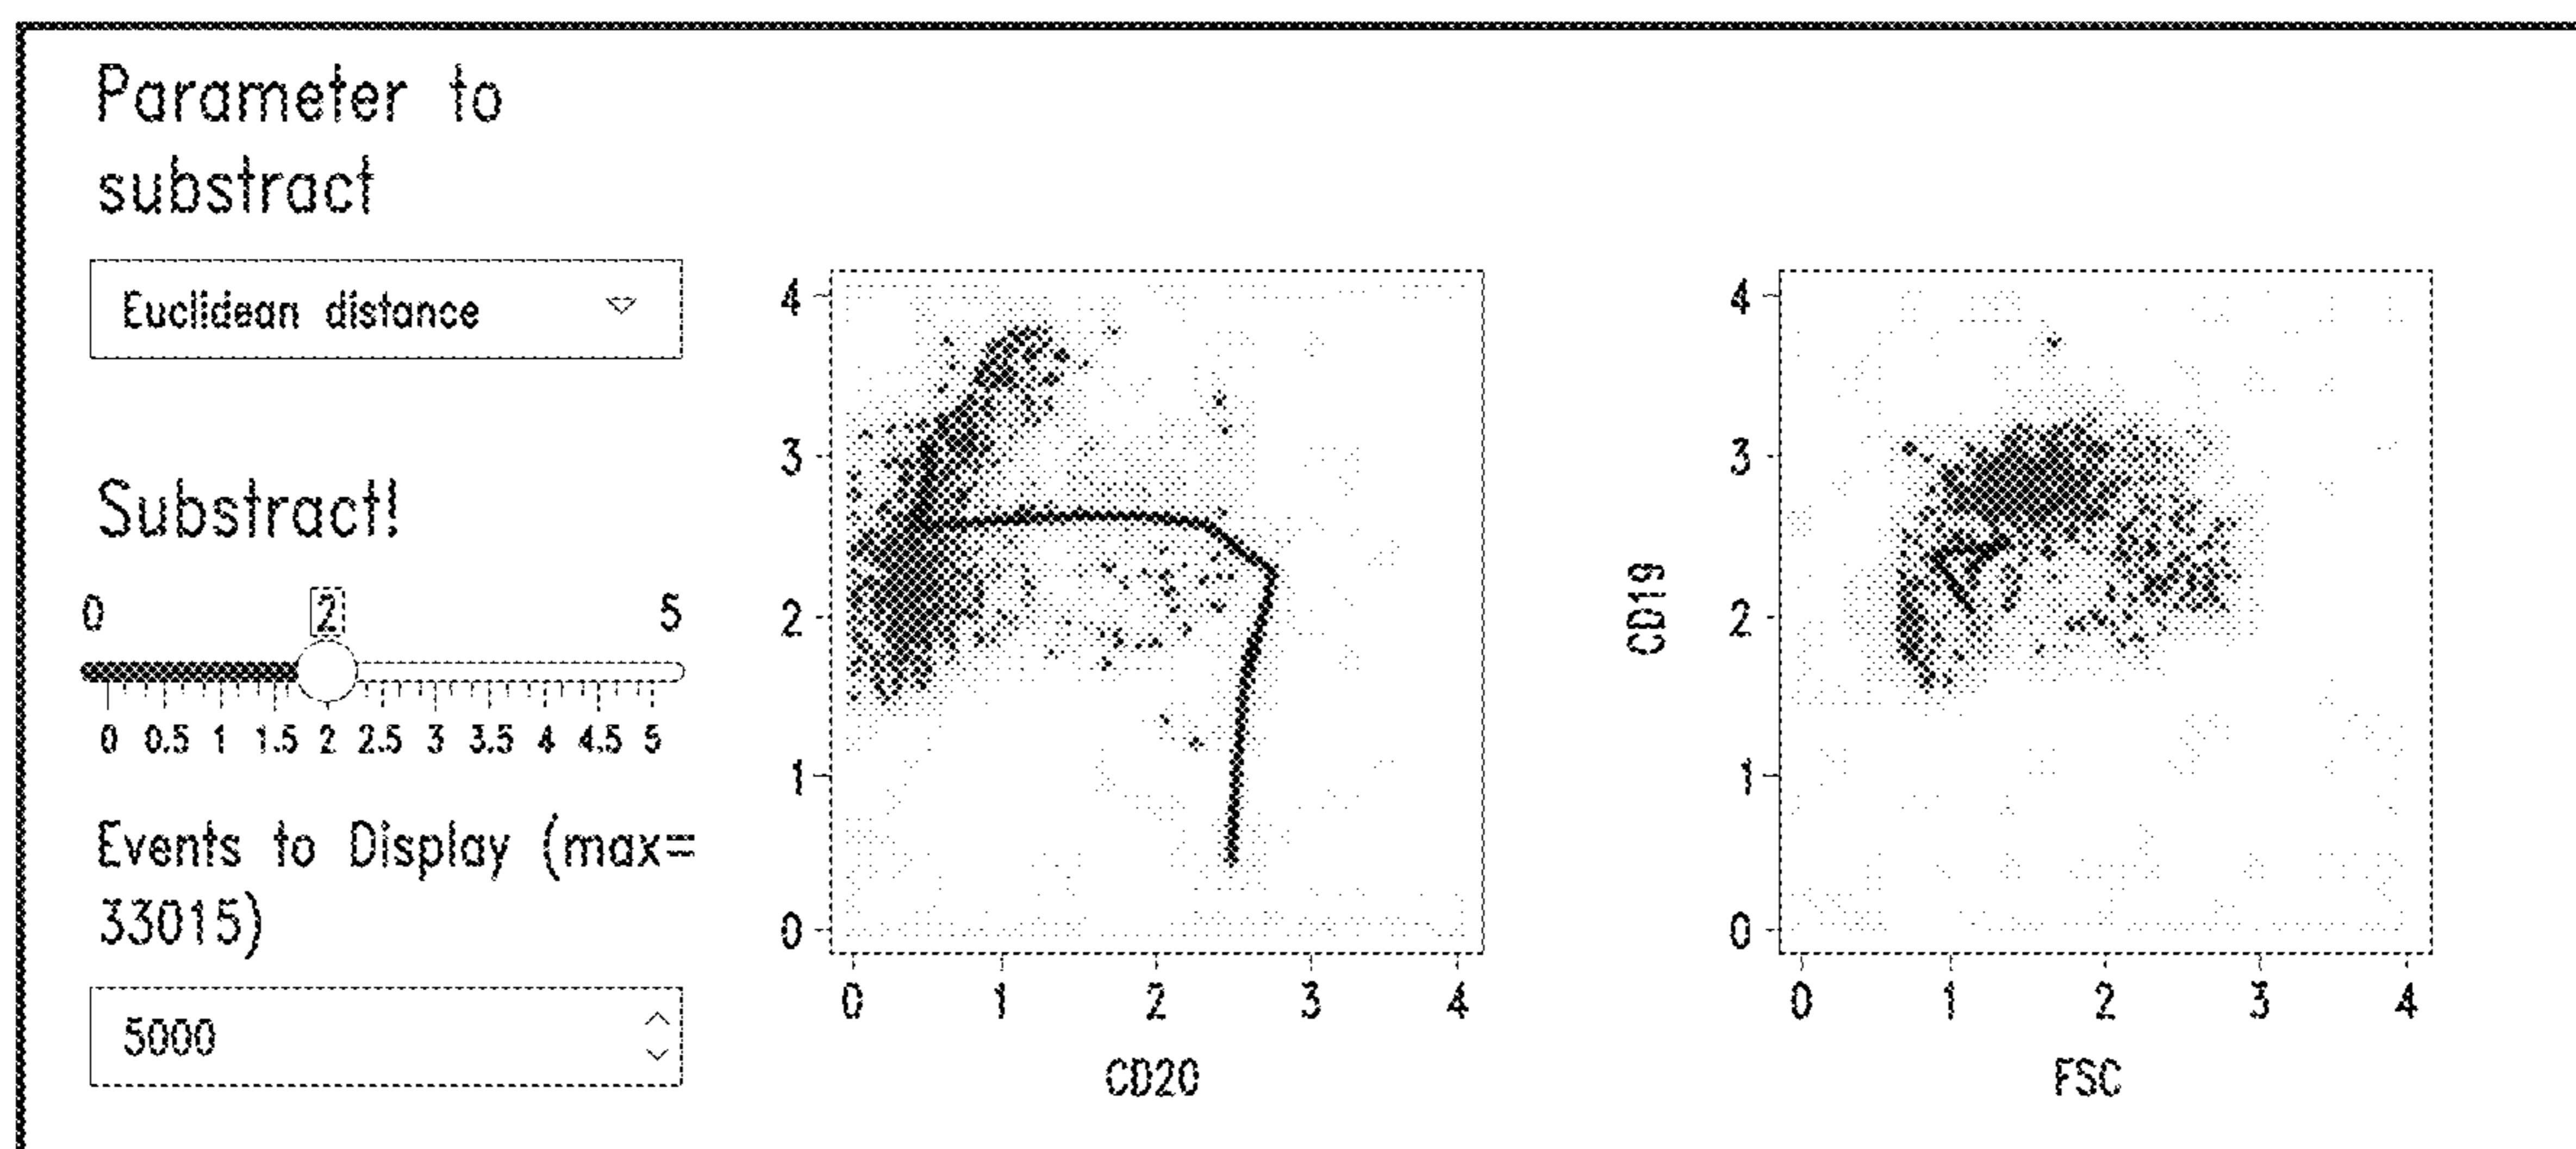 Parameter to
substract
Euclidean distance
Substract!
0 2 5
0 0.5 1 1.5 2 2.5 3 3.5 4 4.5 5
Events to Display (max=
33015)
5000
4
3
2
1
0
0 1 2 3 4
CD20
CD19
4
3
2
1
0
0 1 2 3 4
FSC